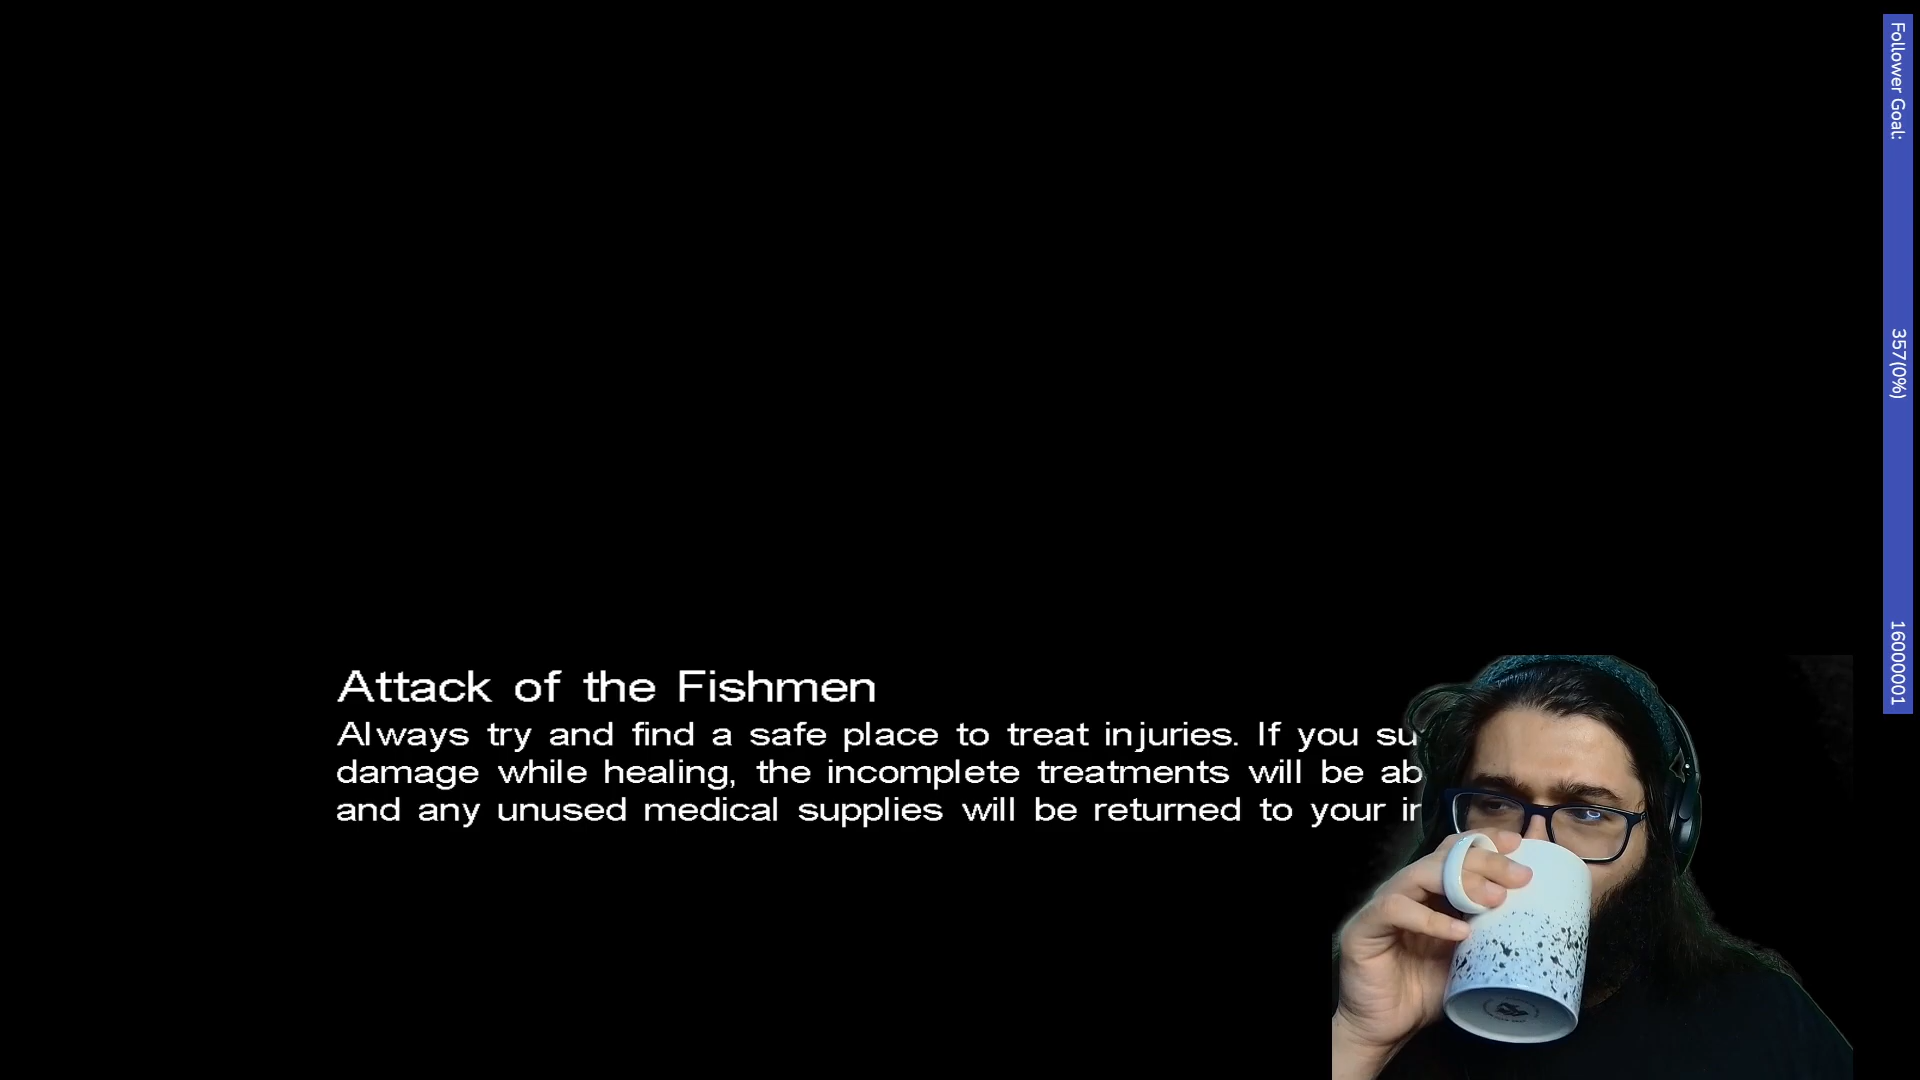 Attack of the Fishmen
Always try and find a safe place to treat injuries. If you
damage while healing, the incomplete treatments will be
and any unused medical supplies will be returned to your
Follower Goal:
357(0%)
16000001